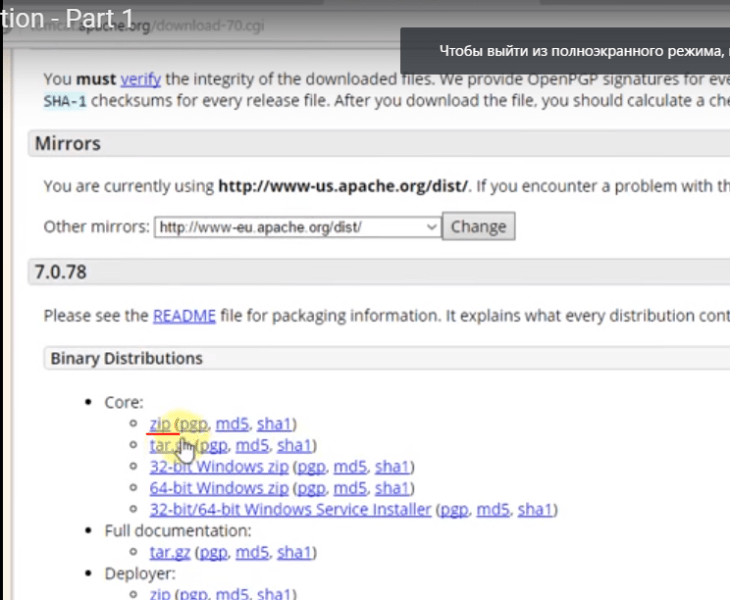 tion - Part 1
apache.org/download-70.cgi
Чтобы выйти из полноэкранного режима,
You must verify the integrity of the downloaded files. We provide OpenPGP signatures for eve
SHA-1 checksums for every release file. After you download the file, you should calculate a che
Mirrors
You are currently using http://www-us.apache.org/dist/. If you encounter a problem with th
Other mirrors: http://www-eu.apache.org/dist/ Change
7.0.78
Please see the README file for packaging information. It explains what every distribution cont
Binary Distributions
• Core:
zip (pgp, md5, sha1)
tar.gz (pgp, md5, sha1)
32-bit Windows zip (pgp, md5, sha1)
64-bit Windows zip (pgp, md5, sha1)
32-bit/64-bit Windows Service Installer (pgp, md5, sha1)
• Full documentation:
tar.gz (pgp, md5, sha1)
• Deployer:
zip (pgp, md5, sha1)